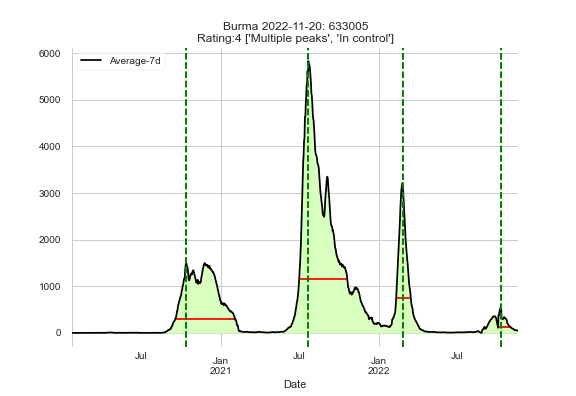 Burma 2022-11-20: 633005
Rating:4 ['Multiple peaks', 'In control']
6000
Average-7d
5000
4000
3000
2000
1000
0
Jul
Jan
2021
Jul
Jan
2022
Jul
Date